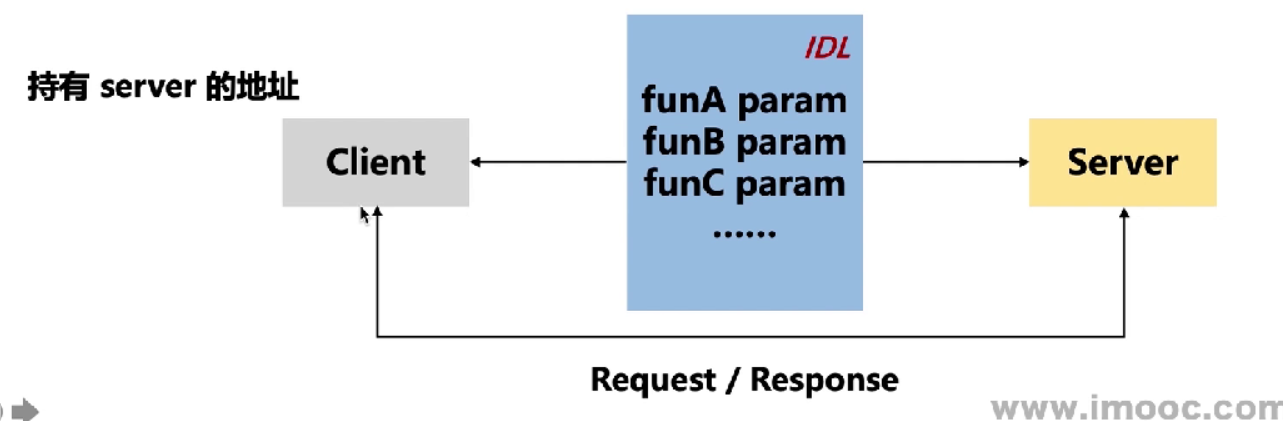 持有 server 的地址
IDL
funA param
funB param
funC param
......
Client
Server
Request / Response
www.imooc.com